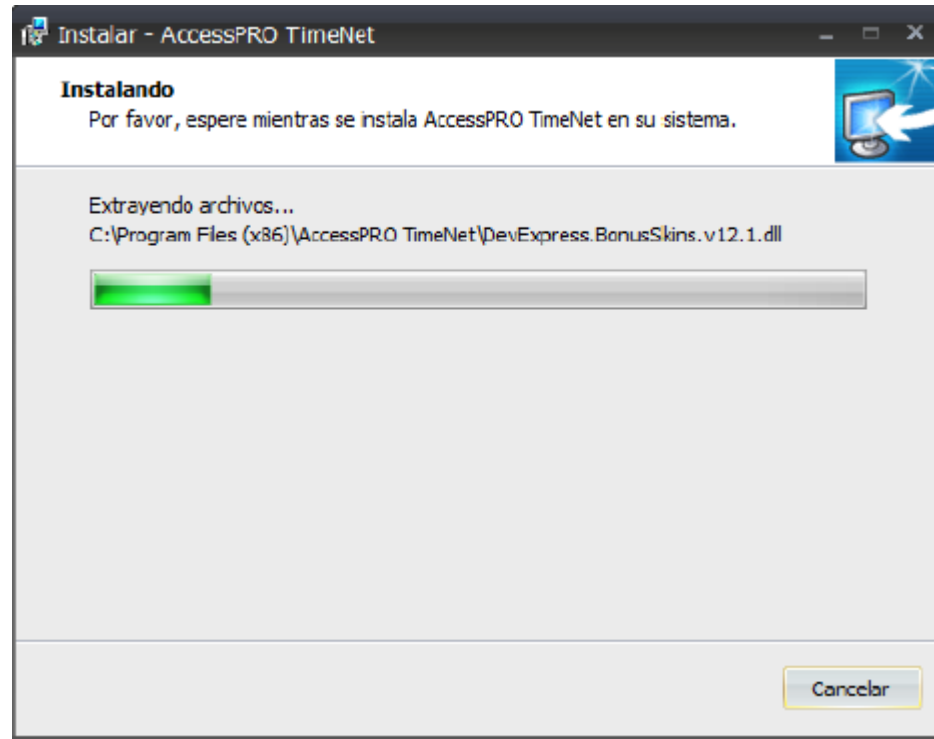 Instalar - AccessPRO TimeNet
Instalando
Por favor, espere mientras se instala AccessPRO TimeNet en su sistema.
Extrayendo archivos...
C:\Program Files (x86)\AccessPRO TimeNet\DevExpress.BonusSkins.v12.1.dll
Cancelar